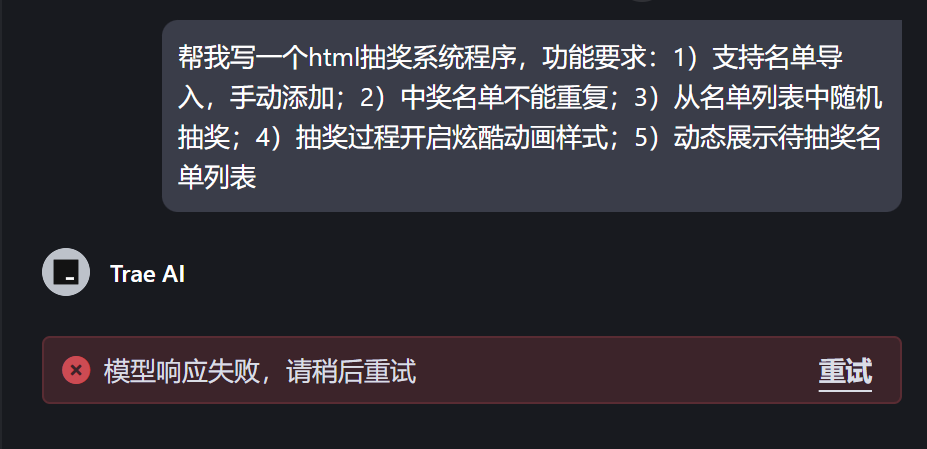 帮我写一个html抽奖系统程序，功能要求：1）支持名单导
入，手动添加；2）中奖名单不能重复；3）从名单列表中随机
抽奖；4）抽奖过程开启炫酷动画样式；5）动态展示待抽奖名
单列表
Trae AI
模型响应失败，请稍后重试 重试